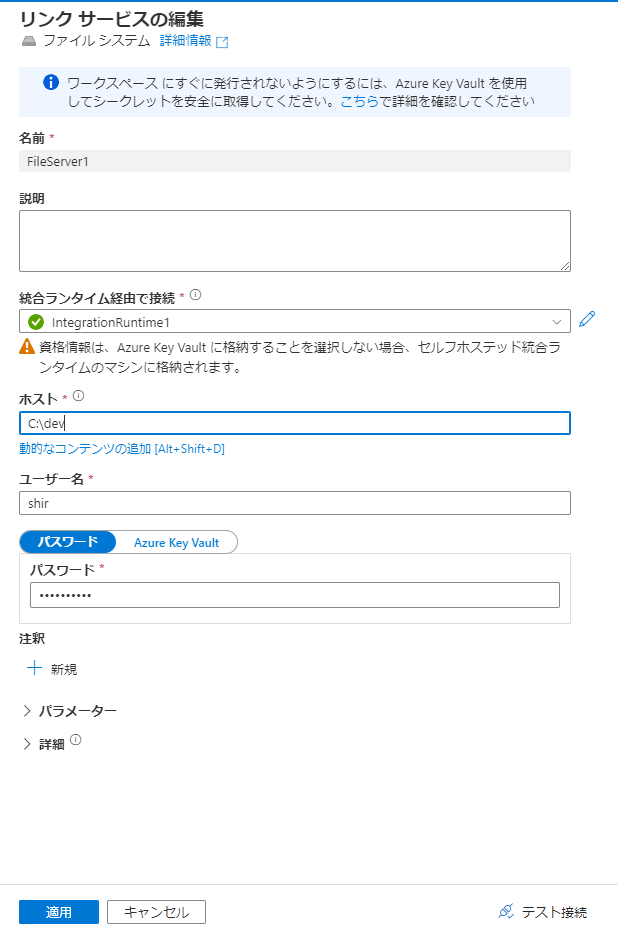 リンク サービスの編集
ファイル システム 詳細情報
ワークスペース にすぐに発行されないようにするには、Azure Key Vault を使用
してシークレットを安全に取得してください。こちらで詳細を確認してください
名前 *
FileServer1
説明
統合ランタイム経由で接続 *
IntegrationRuntime1
資格情報は、Azure Key Vault に格納することを選択しない場合、セルフホステッド統合ラ
ンタイムのマシンに格納されます。
ホスト *
C:\dev
動的なコンテンツの追加 [Alt+Shift+D]
ユーザー名 *
shir
パスワード Azure Key Vault
パスワード *
••••••••••
注釈
新規
パラメーター
詳細
適用 キャンセル テスト接続